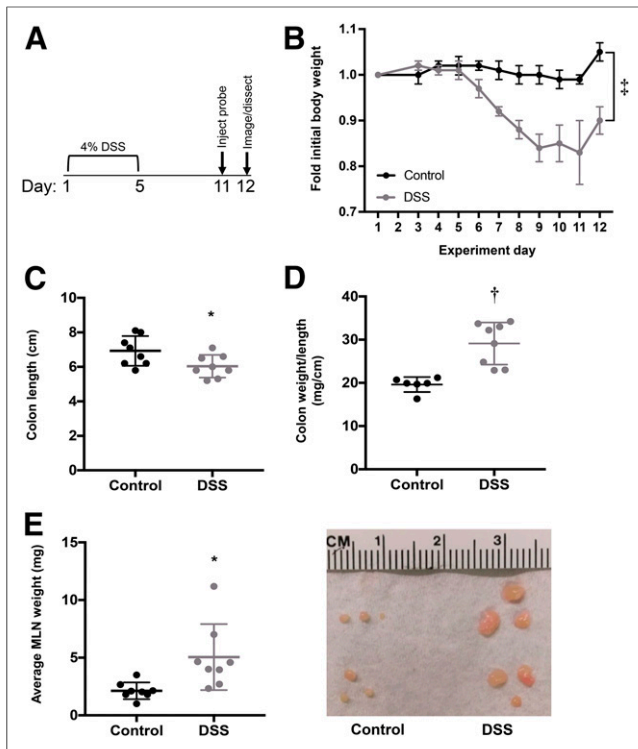 A
4% DSS
Inject probe
Image/dissect
Day: 1 5 11 12
B
Fold initial body weight
1.1
1.0
0.9
0.8
0.7
Control
DSS
‡
1 2 3 4 5 6 7 8 9 10 11 12
Experiment day
C
Colon length (cm)
8
6
4
2
0
*
Control DSS
D
Colon weight/length
(mg/cm)
40
30
20
10
0
†
Control DSS
E
Average MLN weight (mg)
15
10
5
0
*
Control DSS
CM 1 2 3
Control DSS